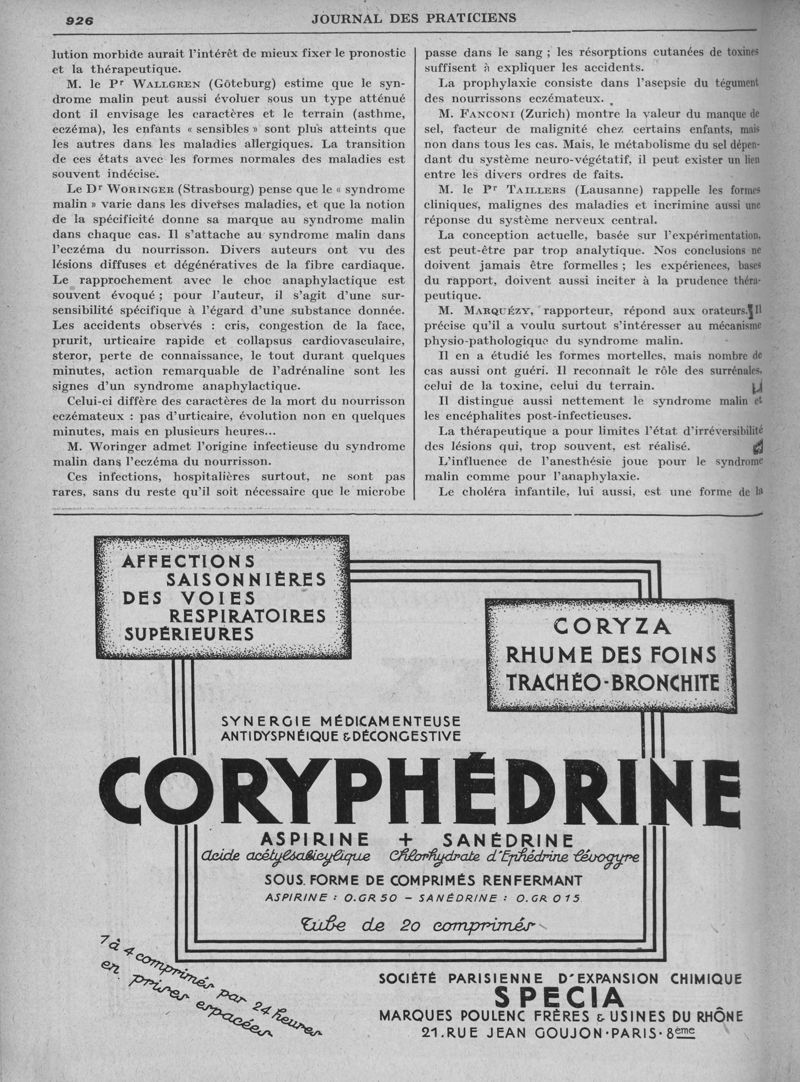 926
JOURNAL DES PRATICIENS
lution morbide aurait l'intérêt de mieux fixer le pronostic
et la thérapeutique.
M. le Pr WALLGREN (Göteburg) estime que le syn-
drome malin peut aussi évoluer sous un type atténué
dont il envisage les caractères et le terrain (asthme,
eczéma), les enfants « sensibles » sont plus atteints que
les autres dans les maladies allergiques. La transition
de ces états avec les formes normales des maladies est
souvent indécise.
Le Dr WORINGER (Strasbourg) pense que le « syndrome
malin » varie dans les diverses maladies, et que la notion
de la spécificité donne sa marque au syndrome malin
dans chaque cas. Il s'attache au syndrome malin dans
l'eczéma du nourrisson. Divers auteurs ont vu des
lésions diffuses et dégénératives de la fibre cardiaque.
Le rapprochement avec le choc anaphylactique est
souvent évoqué ; pour l'auteur, il s'agit d'une sur-
sensibilité spécifique à l'égard d'une substance donnée.
Les accidents observés : cris, congestion de la face,
prurit, urticaire rapide et collapsus cardiovasculaire,
steror, perte de connaissance, le tout durant quelques
minutes, action remarquable de l'adrénaline sont les
signes d'un syndrome anaphylactique.
Celui-ci diffère des caractères de la mort du nourrisson
eczémateux : pas d'urticaire, évolution non en quelques
minutes, mais en plusieurs heures...
M. Woringer admet l'origine infectieuse du syndrome
malin dans l'eczéma du nourrisson.
Ces infections, hospitalières surtout, ne sont pas
rares, sans du reste qu'il soit nécessaire que le microbe
passe dans le sang ; les résorptions cutanées de toxines
suffisent à expliquer les accidents.
La prophylaxie consiste dans l'asepsie du tégument
des nourrissons eczémateux.
M. FANCONI (Zurich) montre la valeur du manque de
sel, facteur de malignité chez certains enfants, mais
non dans tous les cas. Mais, le métabolisme du sel dépen-
dant du système neuro-végétatif, il peut exister un lien
entre les divers ordres de faits.
M. le Pr TAILLERS (Lausanne) rappelle les formes
cliniques, malignes des maladies et incrimine aussi une
réponse du système nerveux central.
La conception actuelle, basée sur l'expérimentation,
est peut-être par trop analytique. Nos conclusions ne
doivent jamais être formelles ; les expériences, bases
du rapport, doivent aussi inciter à la prudence théra-
peutique.
M. MARQUÉZY, rapporteur, répond aux orateurs. Il
précise qu'il a voulu surtout s'intéresser au mécanisme
physio-pathologique du syndrome malin.
Il en a étudié les formes mortelles, mais nombre de
cas aussi ont guéri. Il reconnaît le rôle des surrénales,
celui de la toxine, celui du terrain.
Il distingue aussi nettement le syndrome malin et
les encéphalites post-infectieuses.
La thérapeutique a pour limites l'état d'irréversibilité
des lésions qui, trop souvent, est réalisé.
L'influence de l'anesthésie joue pour le syndrome
malin comme pour l'anaphylaxie.
Le choléra infantile, lui aussi, est une forme de la
AFFECTIONS
SAISONNIÈRES
DES VOIES
RESPIRATOIRES
SUPÉRIEURES
CORYZA
RHUME DES FOINS
TRACHÉO-BRONCHITE
SYNERGIE MÉDICAMENTEUSE
ANTIDYSPNÉIQUE & DÉCONGESTIVE
CORYPHÉDRINE
ASPIRINE + SANÉDRINE
Acide acétylsalicylique Chlorhydrate d'Ephédrine lévogyre
SOUS FORME DE COMPRIMÉS RENFERMANT
ASPIRINE : 0.GR 50 - SANÉDRINE : 0.GR 015
Tube de 20 comprimés
1 à 4 comprimés par 24 heures
en prises espacées
SOCIÉTÉ PARISIENNE D'EXPANSION CHIMIQUE
SPECIA
MARQUES POULENC FRÈRES & USINES DU RHÔNE
21. RUE JEAN GOUJON·PARIS·8ème